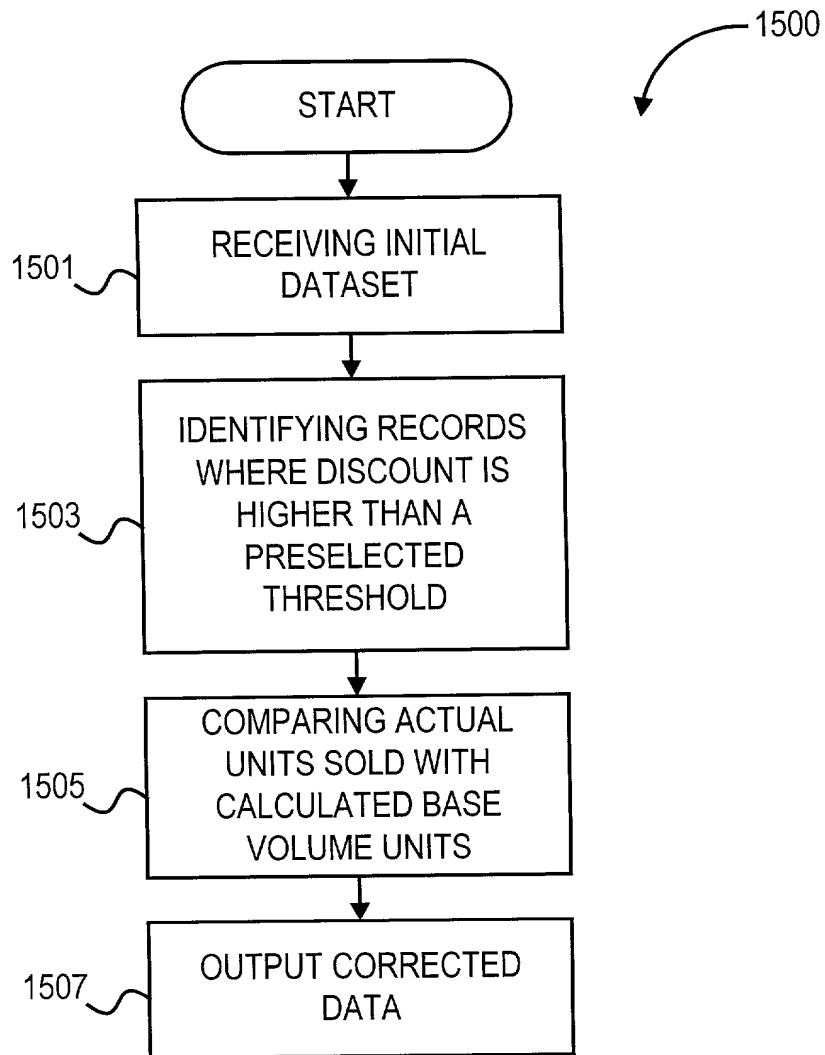 1500
START
RECEIVING INITIAL
DATASET
1501
IDENTIFYING RECORDS
WHERE DISCOUNT IS
HIGHER THAN A
PRESELECTED
THRESHOLD
1503
COMPARING ACTUAL
UNITS SOLD WITH
CALCULATED BASE
VOLUME UNITS
1505
OUTPUT CORRECTED
DATA
1507